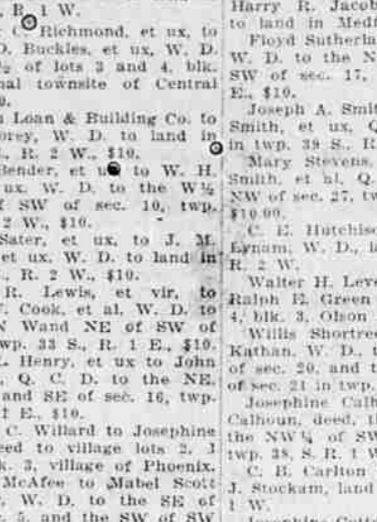 . R. 1 W.
C. Richmond, et ux, to
D. Buckles, et ux, W. D.
½ of lots 3 and 4, blk.
nal townsite of Central
0.
n Loan & Building Co. to
orey, W. D. to land in
., R. 2 W., $10.
Bender, et ux to W. H.
ux. W. D. to the W½
f SW of sec. 10, twp.
2 W., $10.
Sater, et ux, to J. M.
et ux. W. D. to land in
., R. 2 W., $10.
R. Lewis, et vir, to
. Cook, et al. W. D. to
N W and NE of SW of
wp. 33 S., R. 1 E., $10.
. Henry, et ux to John
, Q. C. D. to the NE.
and SE of sec. 16, twp.
1 E., $10.
C. Willard to Josephine
eed to village lots 2, 3
k. 3, village of Phoenix.
McAfee to Mabel Scott
, W. D. to the SE of
. 5, and the SW of SW
Harry R. Jacob
to land in Medf
Floyd Sutherla
W. D. to the N
SW of sec. 17,
E., $10.
Joseph A. Smit
Smith, et ux, Q
in twp. 39 S., R.
Mary Stevens,
Smith, et al, Q.
NW of sec. 27, tw
$10.00.
C. E. Hutchiso
Lynam, W. D., la
R. 2 W.
Walter H. Leve
Ralph E. Green
4, blk. 3, Olson
Willis Shortree
Kathan, W. D., t
of sec. 20, and t
of sec. 21 in twp.
Josephine Calh
Calhoun, deed, t
the NW¼ of SW
twp. 38, S. R. 1 W
C. B. Carlton
J. Stockam, land
1 W.